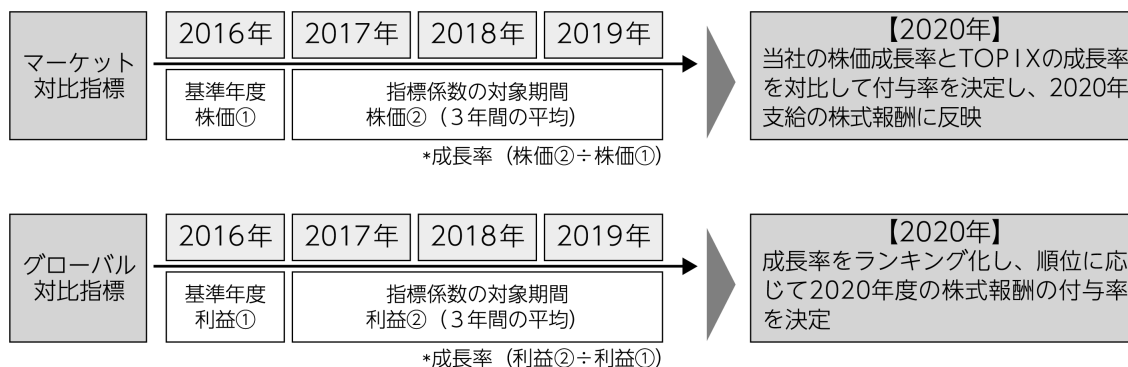 マーケット
対比指標
2016年 2017年 2018年 2019年
基準年度
株価①
指標係数の対象期間
株価②（３年間の平均）
*成長率（株価②÷株価①）
【2020年】
当社の株価成長率とTOPIXの成長率
を対比して付与率を決定し、2020年
支給の株式報酬に反映
グローバル
対比指標
2016年 2017年 2018年 2019年
基準年度
利益①
指標係数の対象期間
利益②（３年間の平均）
*成長率（利益②÷利益①）
【2020年】
成長率をランキング化し、順位に応
じて2020年度の株式報酬の付与率
を決定